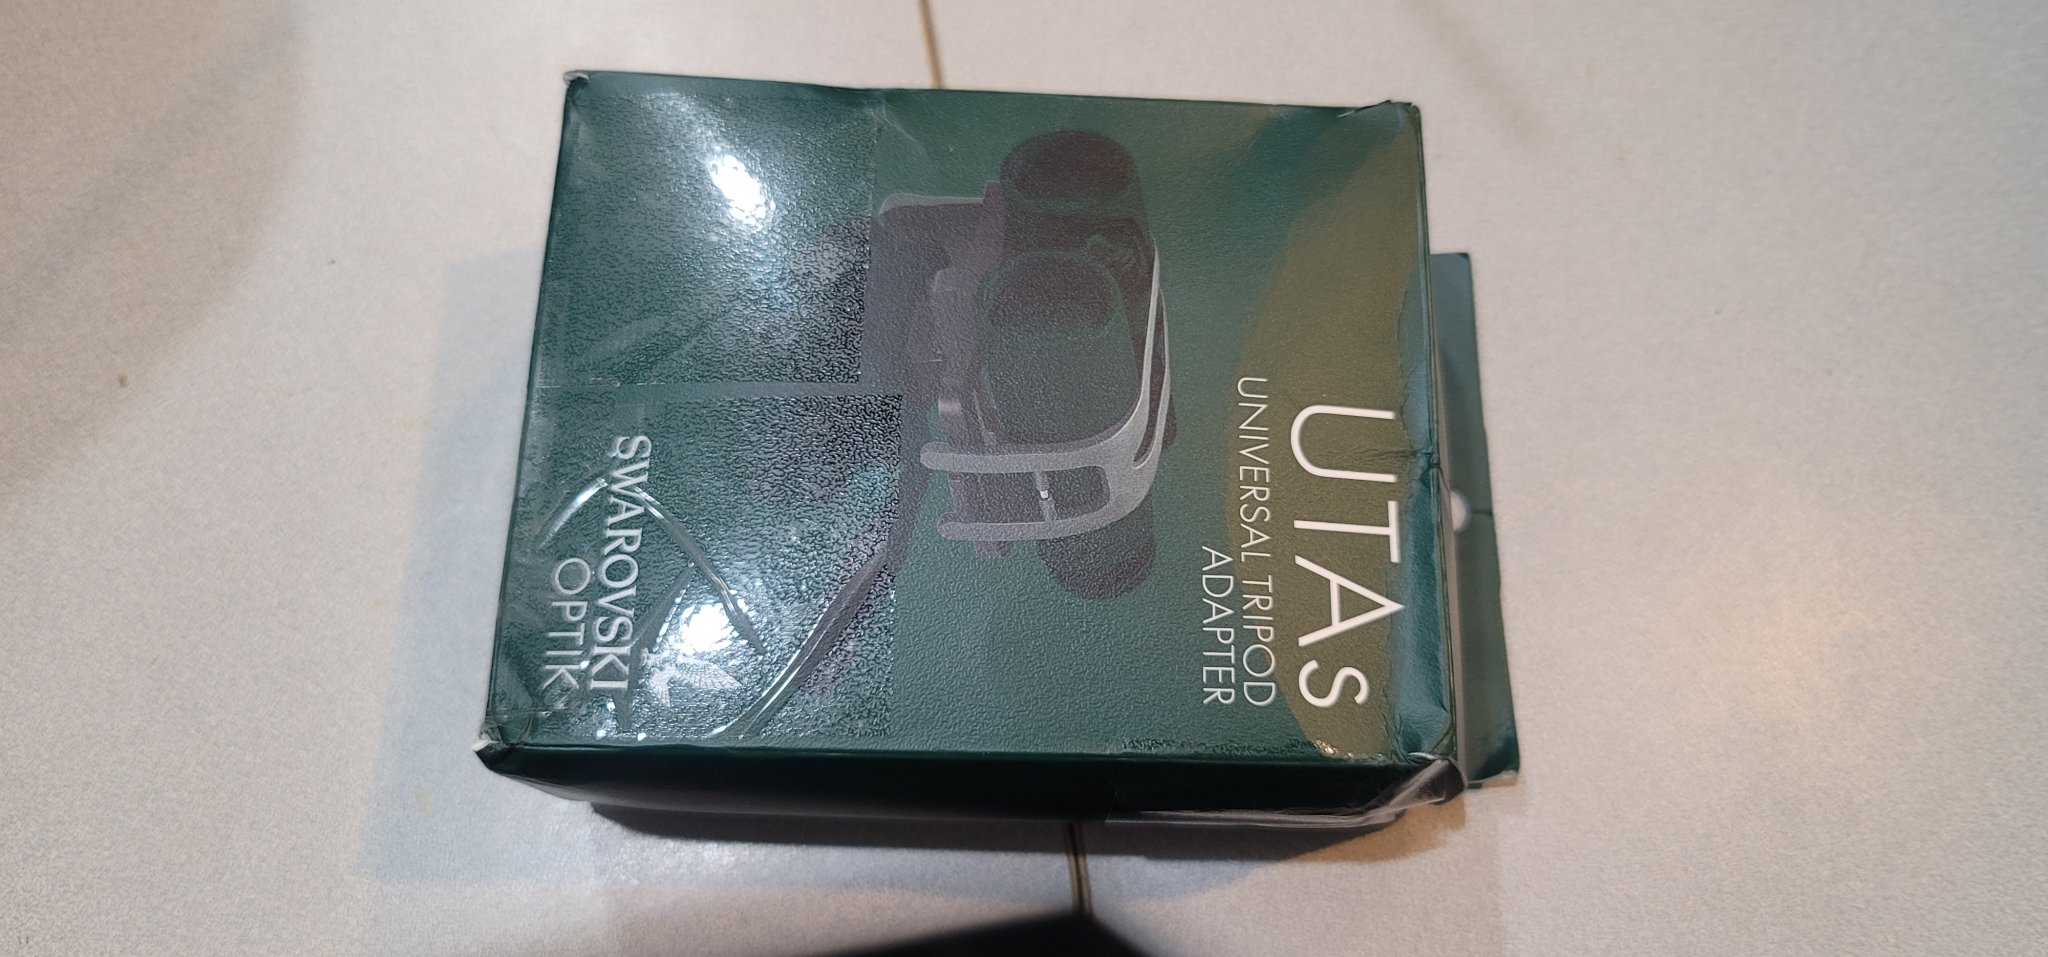 UTAS
UNIVERSAL TRIPOD
ADAPTER
SWAROVSKI
OPTIK